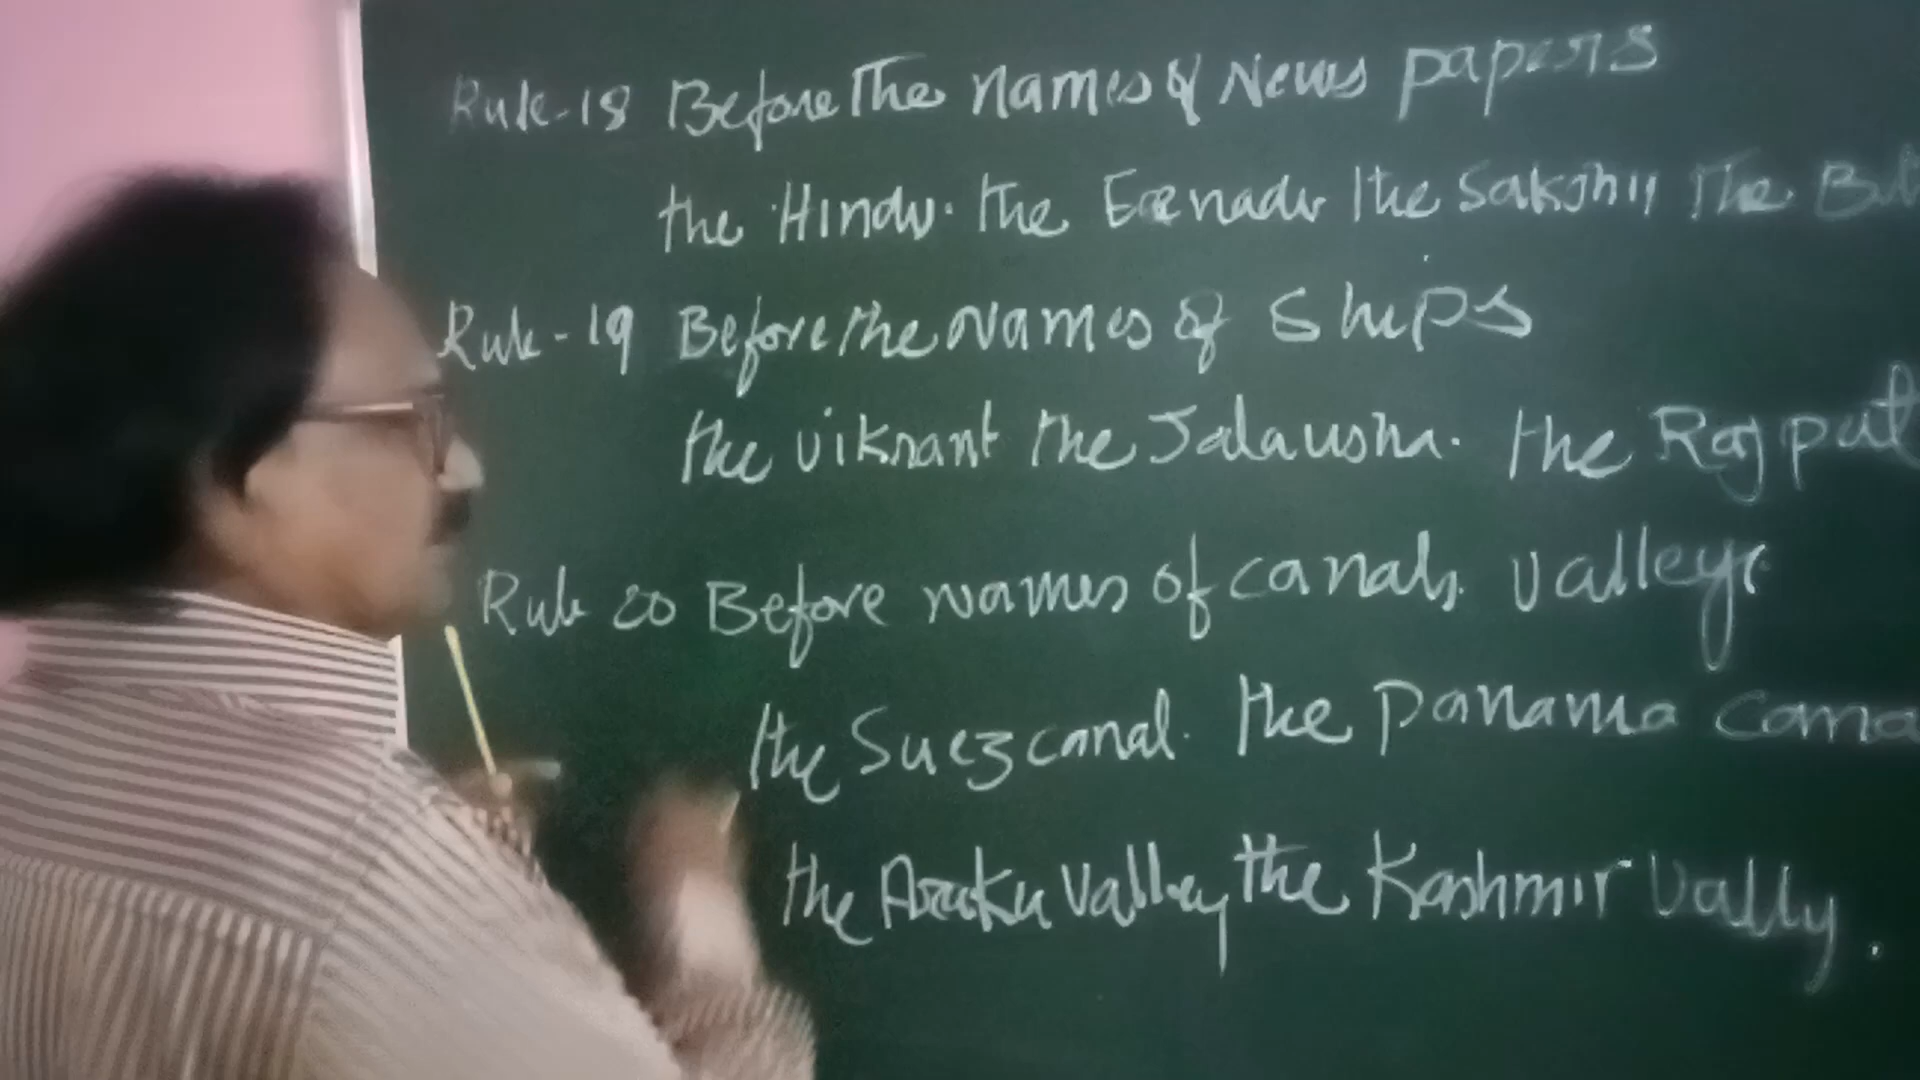 Rule-18 Before The names of News papers
the Hindu. the Eenadu the Sakshi the
Rule-19 Before the Names of Ships
the vikrant the Jalausha. the Rajput
Rule 20 Before names of canals. valleys
the Suez canal. the panama cana
the Araku valley the Kashmir Vally.